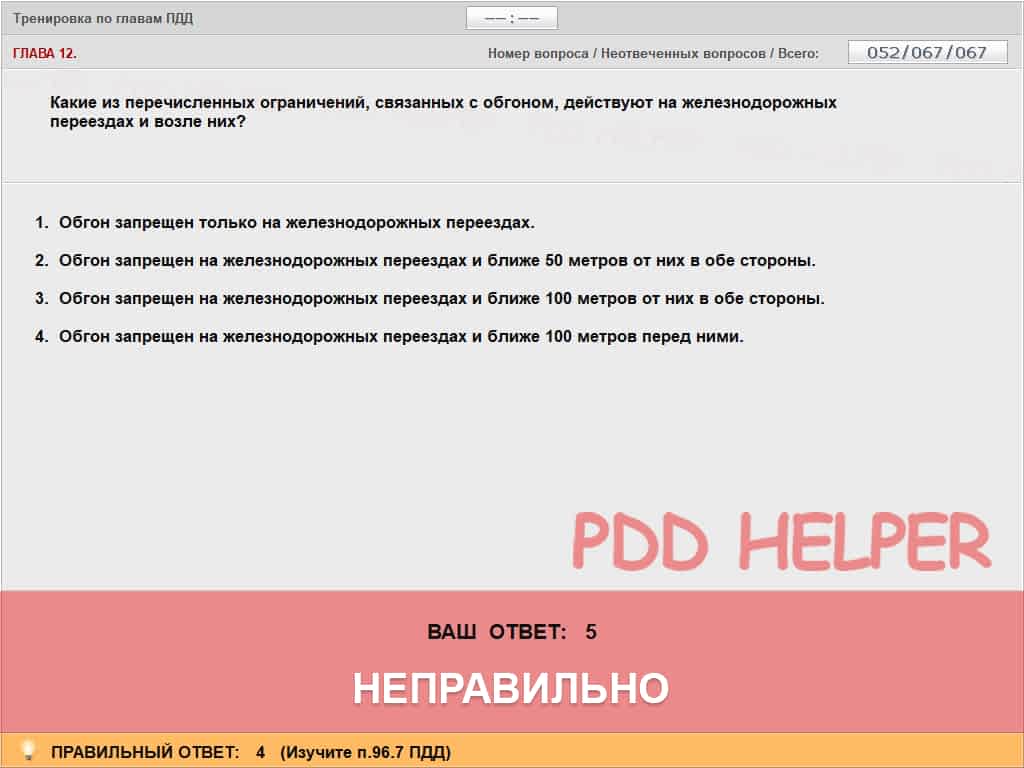 Тренировка по главам ПДД
—— : ——
ГЛАВА 12.
Номер вопроса / Неотвеченных вопросов / Всего:
052/067/067
Какие из перечисленных ограничений, связанных с обгоном, действуют на железнодорожных
переездах и возле них?
1. Обгон запрещен только на железнодорожных переездах.
2. Обгон запрещен на железнодорожных переездах и ближе 50 метров от них в обе стороны.
3. Обгон запрещен на железнодорожных переездах и ближе 100 метров от них в обе стороны.
4. Обгон запрещен на железнодорожных переездах и ближе 100 метров перед ними.
PDD HELPER
ВАШ ОТВЕТ: 5
НЕПРАВИЛЬНО
ПРАВИЛЬНЫЙ ОТВЕТ: 4 (Изучите п.96.7 ПДД)